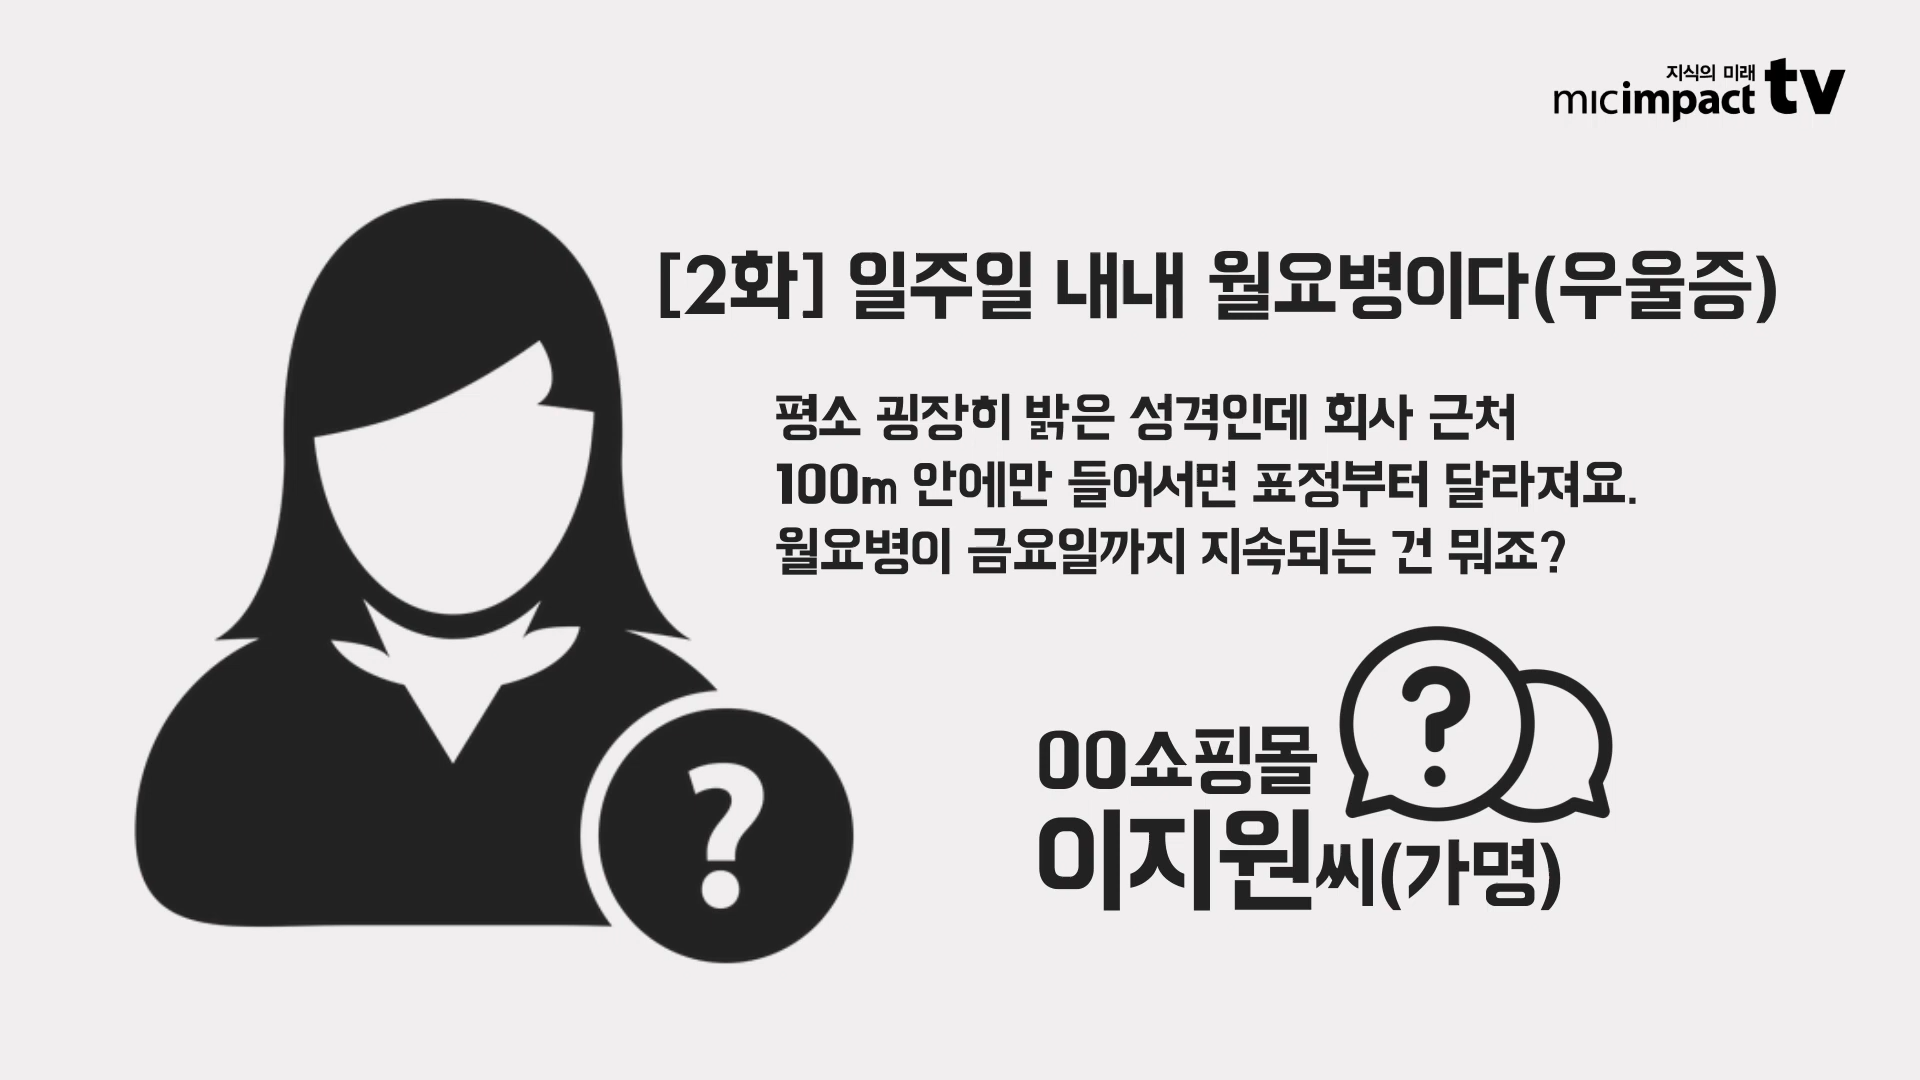 지식의 미래
micimpact tv
[2화] 일주일 내내 월요병이다(우울증)
평소 굉장히 밝은 성격인데 회사 근처
100m 안에만 들어서면 표정부터 달라져요.
월요병이 금요일까지 지속되는 건 뭐죠?
?
OO쇼핑몰
이지원씨(가명)
?